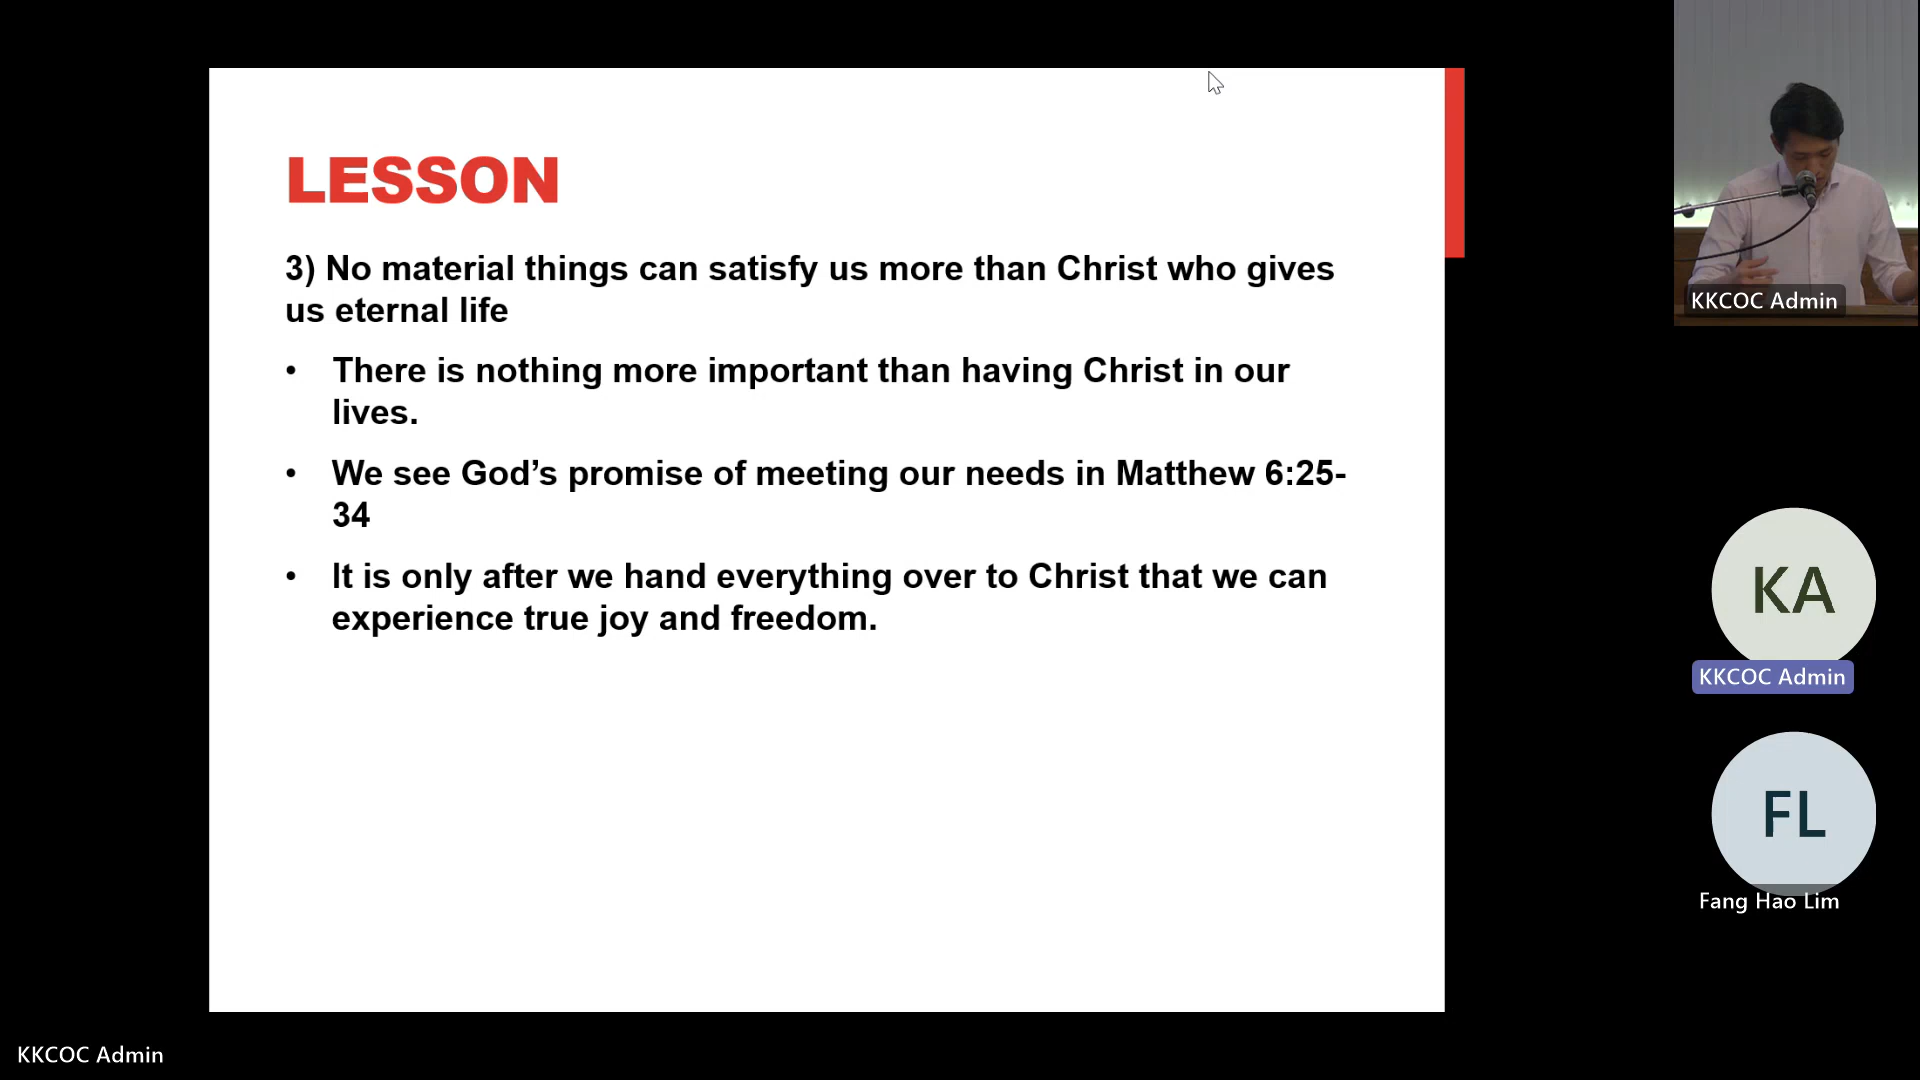 LESSON
3) No material things can satisfy us more than Christ who gives
us eternal life
• There is nothing more important than having Christ in our
lives.
• We see God’s promise of meeting our needs in Matthew 6:25-
34
• It is only after we hand everything over to Christ that we can
experience true joy and freedom.
KKCOC Admin
KA
KKCOC Admin
FL
Fang Hao Lim
KKCOC Admin